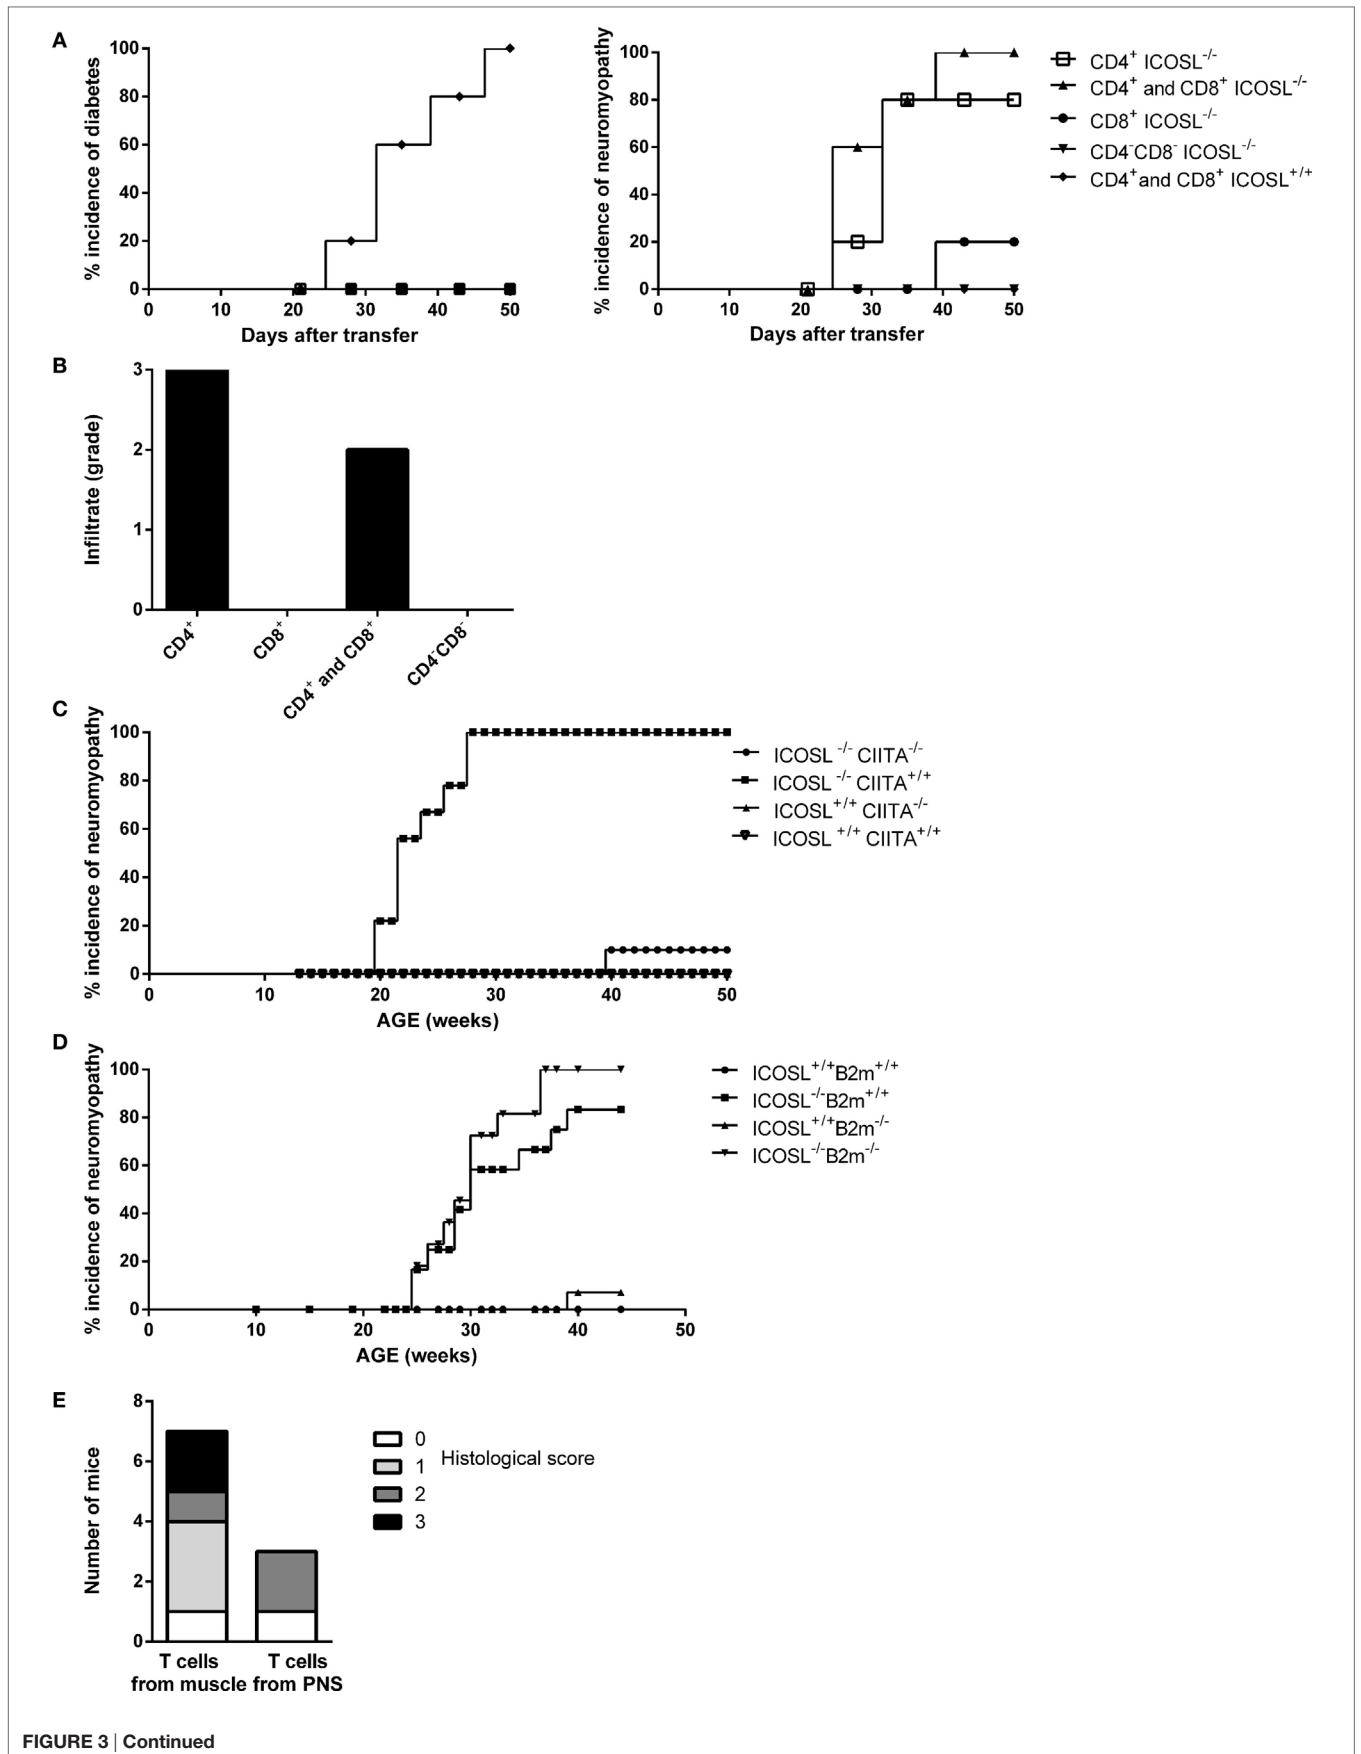 A
% incidence of diabetes
100
80
60
40
20
0
0 10 20 30 40 50
Days after transfer
% incidence of neuromyopathy
100
80
60
40
20
0
0 10 20 30 40 50
Days after transfer
CD4+ ICOSL-/-
CD4+ and CD8+ ICOSL-/-
CD8+ ICOSL-/-
CD4-CD8- ICOSL-/-
CD4+and CD8+ ICOSL+/+
B
Infiltrate (grade)
3
2
1
0
CD4+
CD8+
CD4+ and CD8+
CD4-CD8-
C
% incidence of neuromyopathy
100
80
60
40
20
0
0 10 20 30 40 50
AGE (weeks)
ICOSL -/- CIITA-/-
ICOSL -/- CIITA+/+
ICOSL+/+ CIITA-/-
ICOSL +/+ CIITA+/+
D
% incidence of neuromyopathy
100
80
60
40
20
0
0 10 20 30 40 50
AGE (weeks)
ICOSL+/+B2m+/+
ICOSL-/-B2m+/+
ICOSL+/+B2m-/-
ICOSL-/-B2m-/-
E
Number of mice
8
6
4
2
0
T cells from muscle
T cells from PNS
0
1
2
3
Histological score
FIGURE 3 | Continued